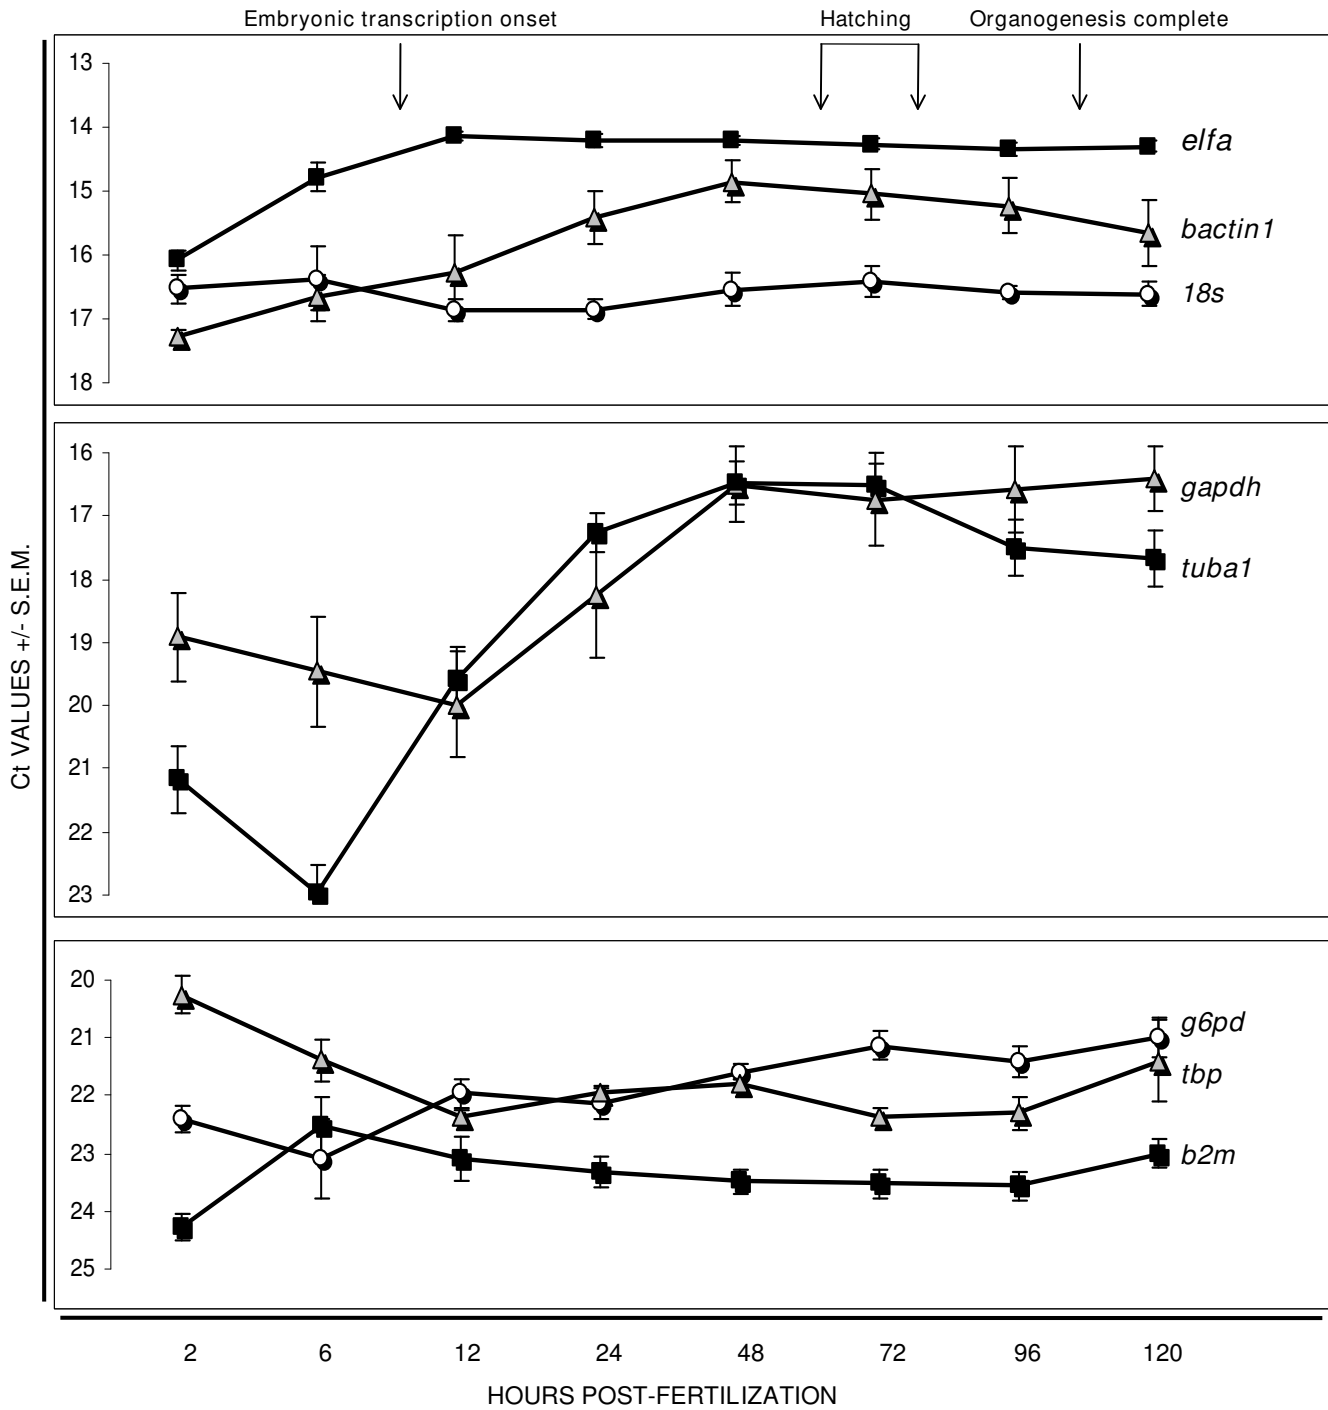 Embryonic transcription onset Hatching Organogenesis complete
13
14
15
16
17
18
elfa
bactin1
18s
16
17
18
19
20
21
22
23
gapdh
tuba1
20
21
22
23
24
25
g6pd
tbp
b2m
Ct VALUES +/- S.E.M.
2 6 12 24 48 72 96 120
HOURS POST-FERTILIZATION